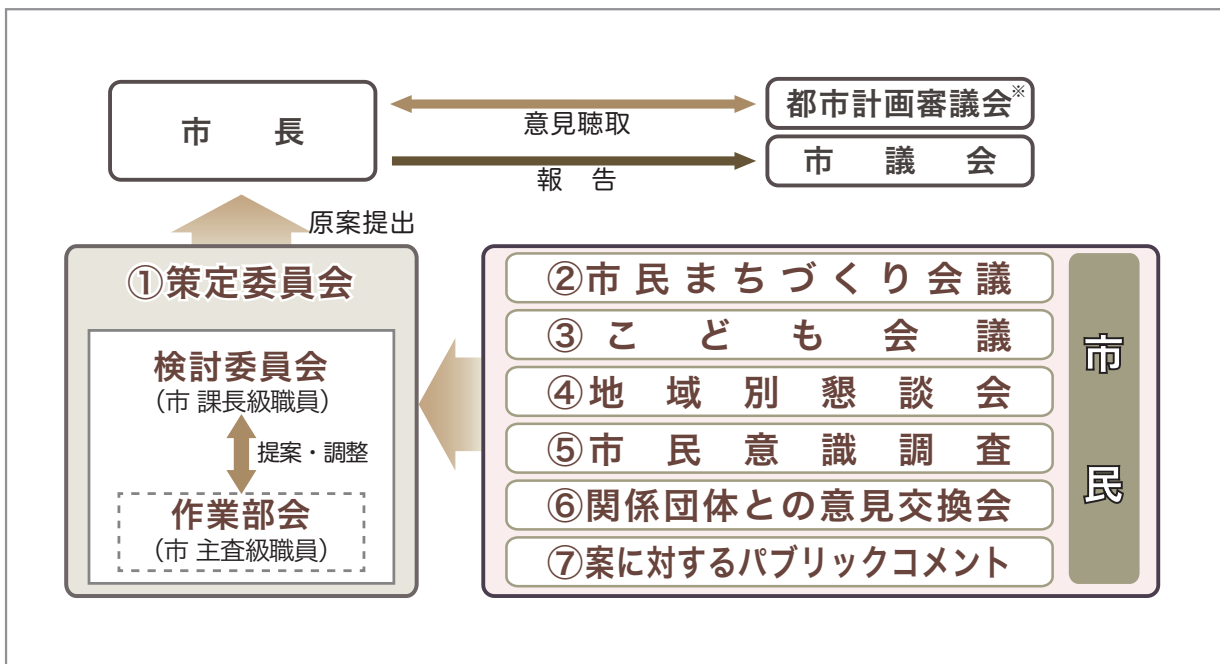 市長
意見聴取
都市計画審議会※
報告
市議会
原案提出
①策定委員会
検討委員会
（市 課長級職員）
提案・調整
作業部会
（市 主査級職員）
②市民まちづくり会議
③こども会議
④地域別懇談会
⑤市民意識調査
⑥関係団体との意見交換会
⑦案に対するパブリックコメント
市民